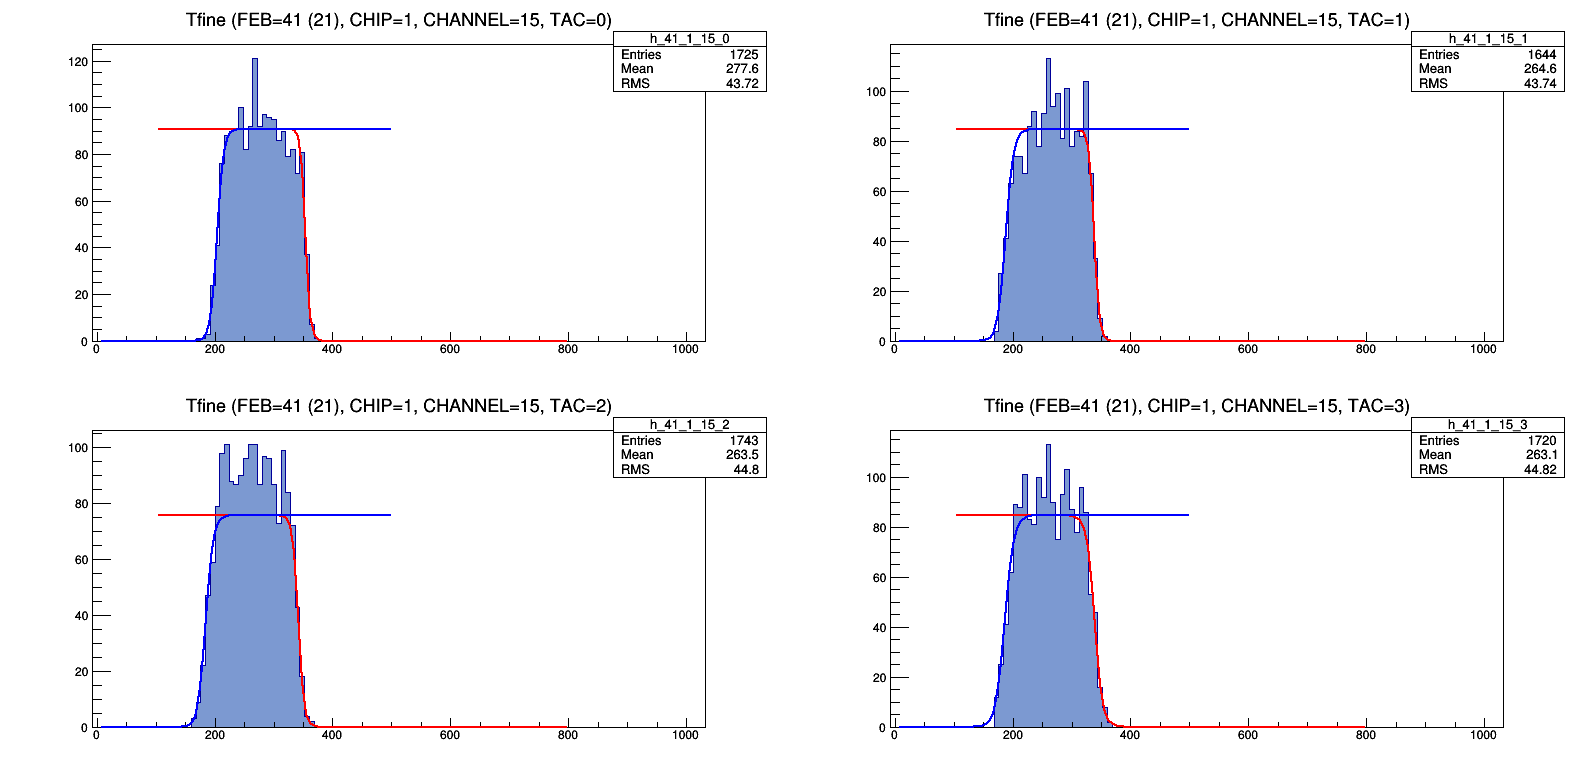 Tfine (FEB=41 (21), CHIP=1, CHANNEL=15, TAC=0)
h_41_1_15_0
Entries 1725
Mean 277.6
RMS 43.72
120
100
80
60
40
20
0
0 200 400 600 800 1000
Tfine (FEB=41 (21), CHIP=1, CHANNEL=15, TAC=1)
h_41_1_15_1
Entries 1644
Mean 264.6
RMS 43.74
100
80
60
40
20
0
0 200 400 600 800 1000
Tfine (FEB=41 (21), CHIP=1, CHANNEL=15, TAC=2)
h_41_1_15_2
Entries 1743
Mean 263.5
RMS 44.8
100
80
60
40
20
0
0 200 400 600 800 1000
Tfine (FEB=41 (21), CHIP=1, CHANNEL=15, TAC=3)
h_41_1_15_3
Entries 1720
Mean 263.1
RMS 44.82
100
80
60
40
20
0
0 200 400 600 800 1000